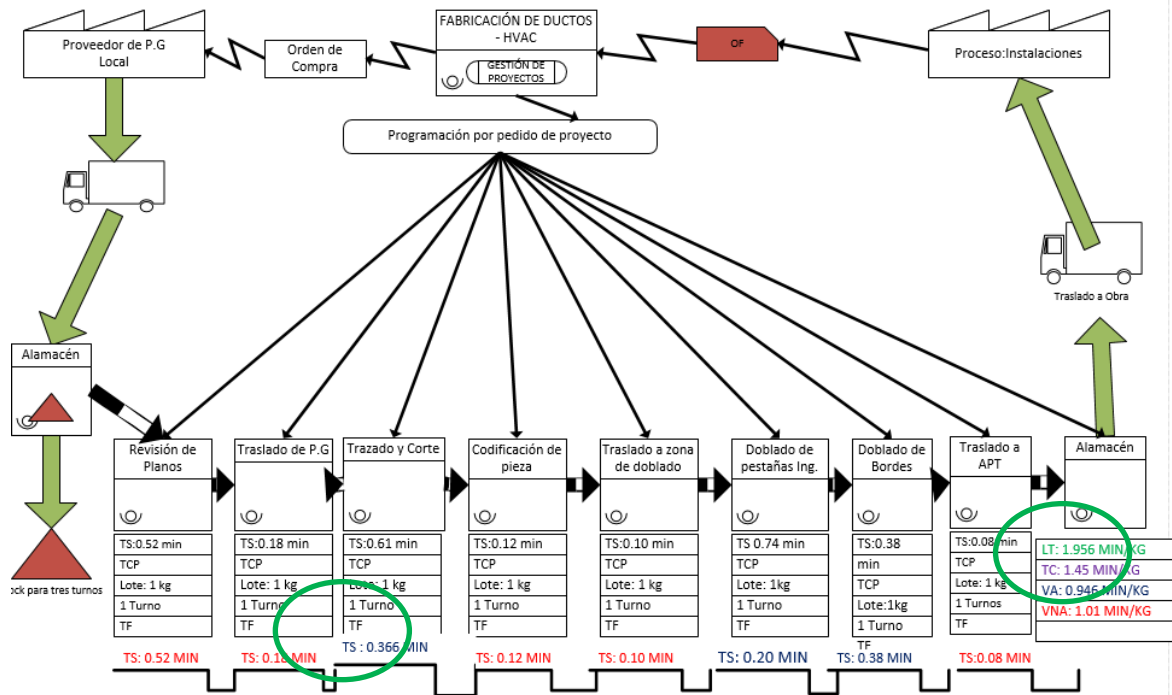 Proveedor de P.G
Local
Orden de
Compra
FABRICACIÓN DE DUCTOS
- HVAC
GESTIÓN DE
PROYECTOS
OF
Proceso:Instalaciones
Programación por pedido de proyecto
Traslado a Obra
Alamacén
ock para tres turnos
Revisión de
Planos
TS:0.52 min
TCP
Lote: 1 kg
1 Turno
TF
TS: 0.52 MIN
Traslado de P.G
TS:0.18 min
TCP
Lote: 1 kg
1 Turno
TF
TS: 0.18 MIN
Trazado y Corte
TS:0.61 min
TCP
Lote: 1 kg
1 Turno
TF
TS : 0.366 MIN
Codificación de
pieza
TS:0.12 min
TCP
Lote: 1 kg
1 Turno
TF
TS: 0.12 MIN
Traslado a zona
de doblado
TS:0.10 min
TCP
Lote: 1 kg
1 Turno
TF
TS: 0.10 MIN
Doblado de
pestañas Ing.
TS 0.74 min
TCP
Lote: 1kg
1 Turno
TF
TS: 0.20 MIN
Doblado de
Bordes
TS:0.38
min
TCP
Lote:1kg
1 Turno
TF
TS: 0.38 MIN
Traslado a
APT
TS:0.08 min
TCP
Lote: 1 kg
1 Turnos
TF
TS:0.08 MIN
Alamacén
LT: 1.956 MIN/KG
TC: 1.45 MIN/KG
VA: 0.946 MIN/KG
VNA: 1.01 MIN/KG